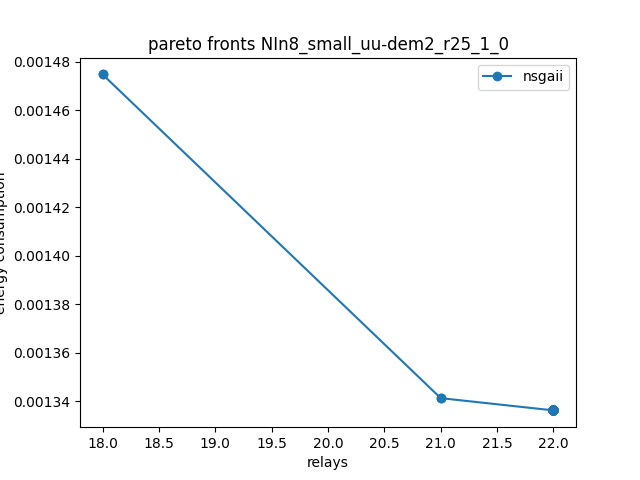 pareto fronts NIn8_small_uu-dem2_r25_1_0
nsgaii
0.00148
0.00146
0.00144
0.00142
0.00140
0.00138
0.00136
0.00134
energy consumption
18.0 18.5 19.0 19.5 20.0 20.5 21.0 21.5 22.0
relays